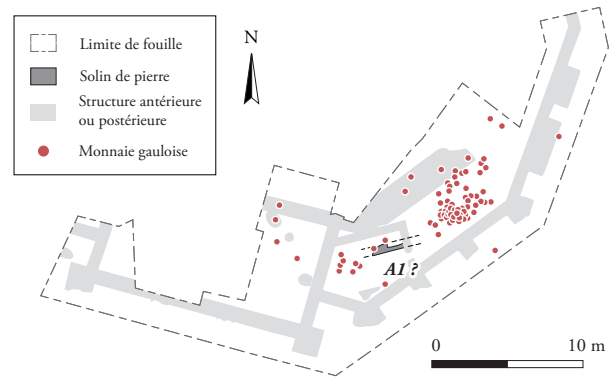 Limite de fouille
Solin de pierre
Structure antérieure
ou postérieure
Monnaie gauloise
N
A1 ?
0 10 m